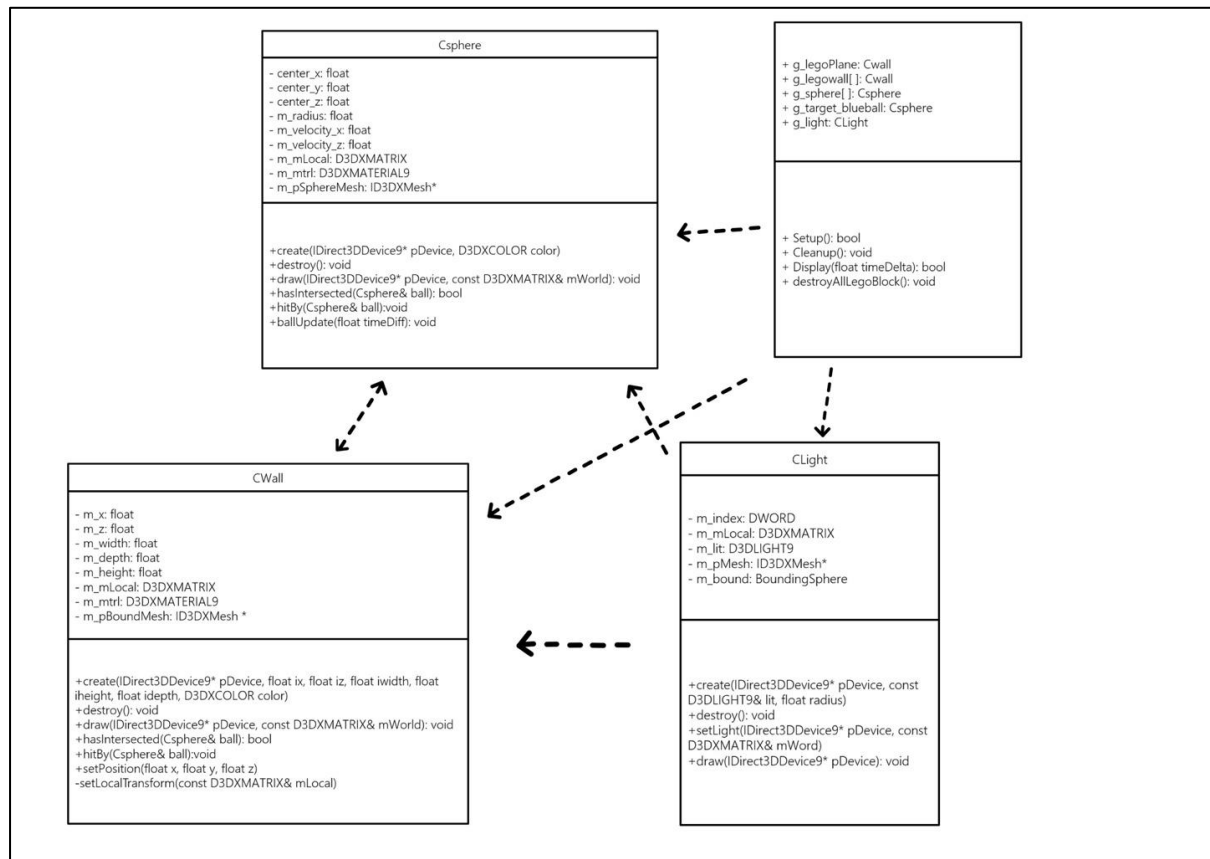 Csphere
- center_x: float
- center_y: float
- center_z: float
- m_radius: float
- m_velocity_x: float
- m_velocity_z: float
- m_mLocal: D3DXMATRIX
- m_mtrl: D3DXMATERIAL9
- m_pSphereMesh: ID3DXMesh*
+create(IDirect3DDevice9* pDevice, D3DXCOLOR color)
+destroy(): void
+draw(IDirect3DDevice9* pDevice, const D3DXMATRIX& mWorld): void
+hasIntersected(Csphere& ball): bool
+hitBy(Csphere& ball):void
+ballUpdate(float timeDiff): void
+ g_legoPlane: Cwall
+ g_legowall[ ]: Cwall
+ g_sphere[ ]: Csphere
+ g_target_blueball: Csphere
+ g_light: CLight
+ Setup(): bool
+ Cleanup(): void
+ Display(float timeDelta): bool
+ destroyAllLegoBlock(): void
CWall
- m_x: float
- m_z: float
- m_width: float
- m_depth: float
- m_height: float
- m_mLocal: D3DXMATRIX
- m_mtrl: D3DXMATERIAL9
- m_pBoundMesh: ID3DXMesh *
+create(IDirect3DDevice9* pDevice, float ix, float iz, float iwidth, float
iheight, float idepth, D3DXCOLOR color)
+destroy(): void
+draw(IDirect3DDevice9* pDevice, const D3DXMATRIX& mWorld): void
+hasIntersected(Csphere& ball): bool
+hitBy(Csphere& ball):void
+setPosition(float x, float y, float z)
-setLocalTransform(const D3DXMATRIX& mLocal)
CLight
- m_index: DWORD
- m_mLocal: D3DXMATRIX
- m_lit: D3DLIGHT9
- m_pMesh: ID3DXMesh*
- m_bound: BoundingSphere
+create(IDirect3DDevice9* pDevice, const
D3DLIGHT9& lit, float radius)
+destroy(): void
+setLight(IDirect3DDevice9* pDevice, const
D3DXMATRIX& mWord)
+draw(IDirect3DDevice9* pDevice): void